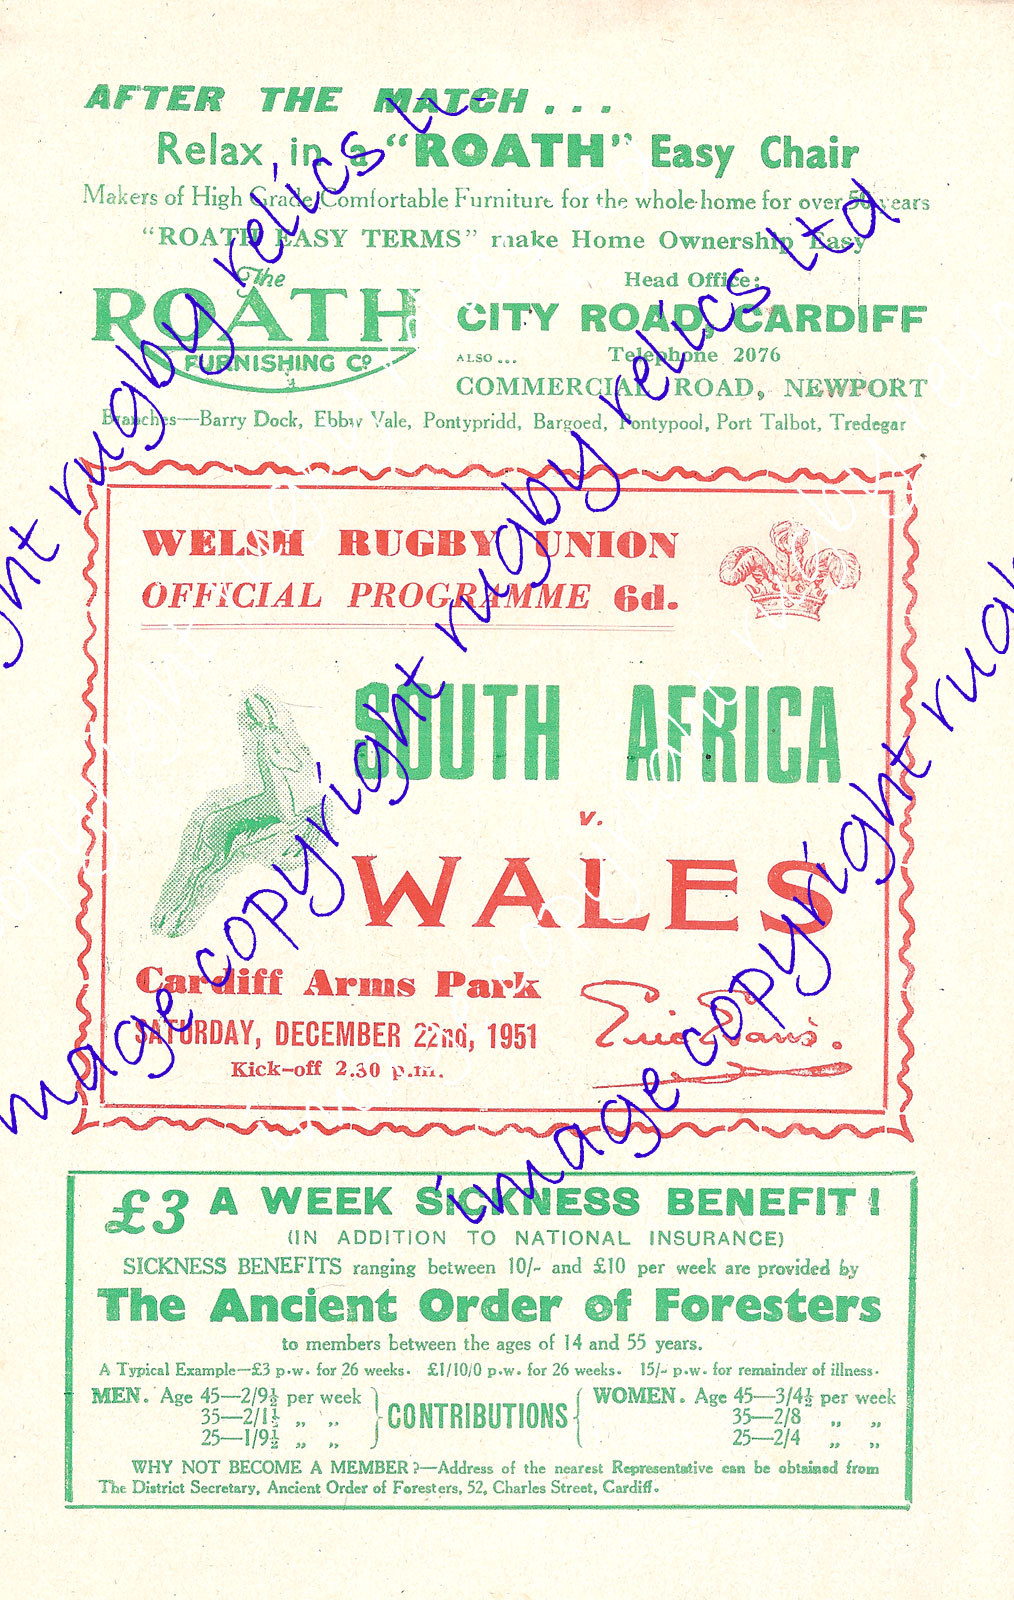 AFTER THE MATCH . . .
Relax in a "ROATH" Easy Chair
Makers of High Grade Comfortable Furniture for the whole home for over 50 years
"ROATH EASY TERMS" make Home Ownership Easy
The
ROATH
FURNISHING Co
Head Office:
CITY ROAD, CARDIFF
Telephone 2076
ALSO ...
COMMERCIAL ROAD, NEWPORT
Branches—Barry Dock, Ebbw Vale, Pontypridd, Bargoed, Pontypool, Port Talbot, Tredegar
WELSH RUGBY UNION
OFFICIAL PROGRAMME 6d.
SOUTH AFRICA
v.
WALES
Cardiff Arms Park
SATURDAY, DECEMBER 22nd, 1951
Kick-off 2.30 p.m.
Eric Evans.
£3 A WEEK SICKNESS BENEFIT!
(IN ADDITION TO NATIONAL INSURANCE)
SICKNESS BENEFITS ranging between 10/- and £10 per week are provided by
The Ancient Order of Foresters
to members between the ages of 14 and 55 years.
A Typical Example—£3 p.w. for 26 weeks. £1/10/0 p.w. for 26 weeks. 15/- p.w. for remainder of illness.
MEN. Age 45—2/9½ per week
35—2/1½ " "
25—1/9½ " "
CONTRIBUTIONS
WOMEN. Age 45—3/4½ per week
35—2/8 " "
25—2/4 " "
WHY NOT BECOME A MEMBER?—Address of the nearest Representative can be obtained from
The District Secretary, Ancient Order of Foresters, 52, Charles Street, Cardiff.
image copyright rugby relics ltd
image copyright rugby relics ltd